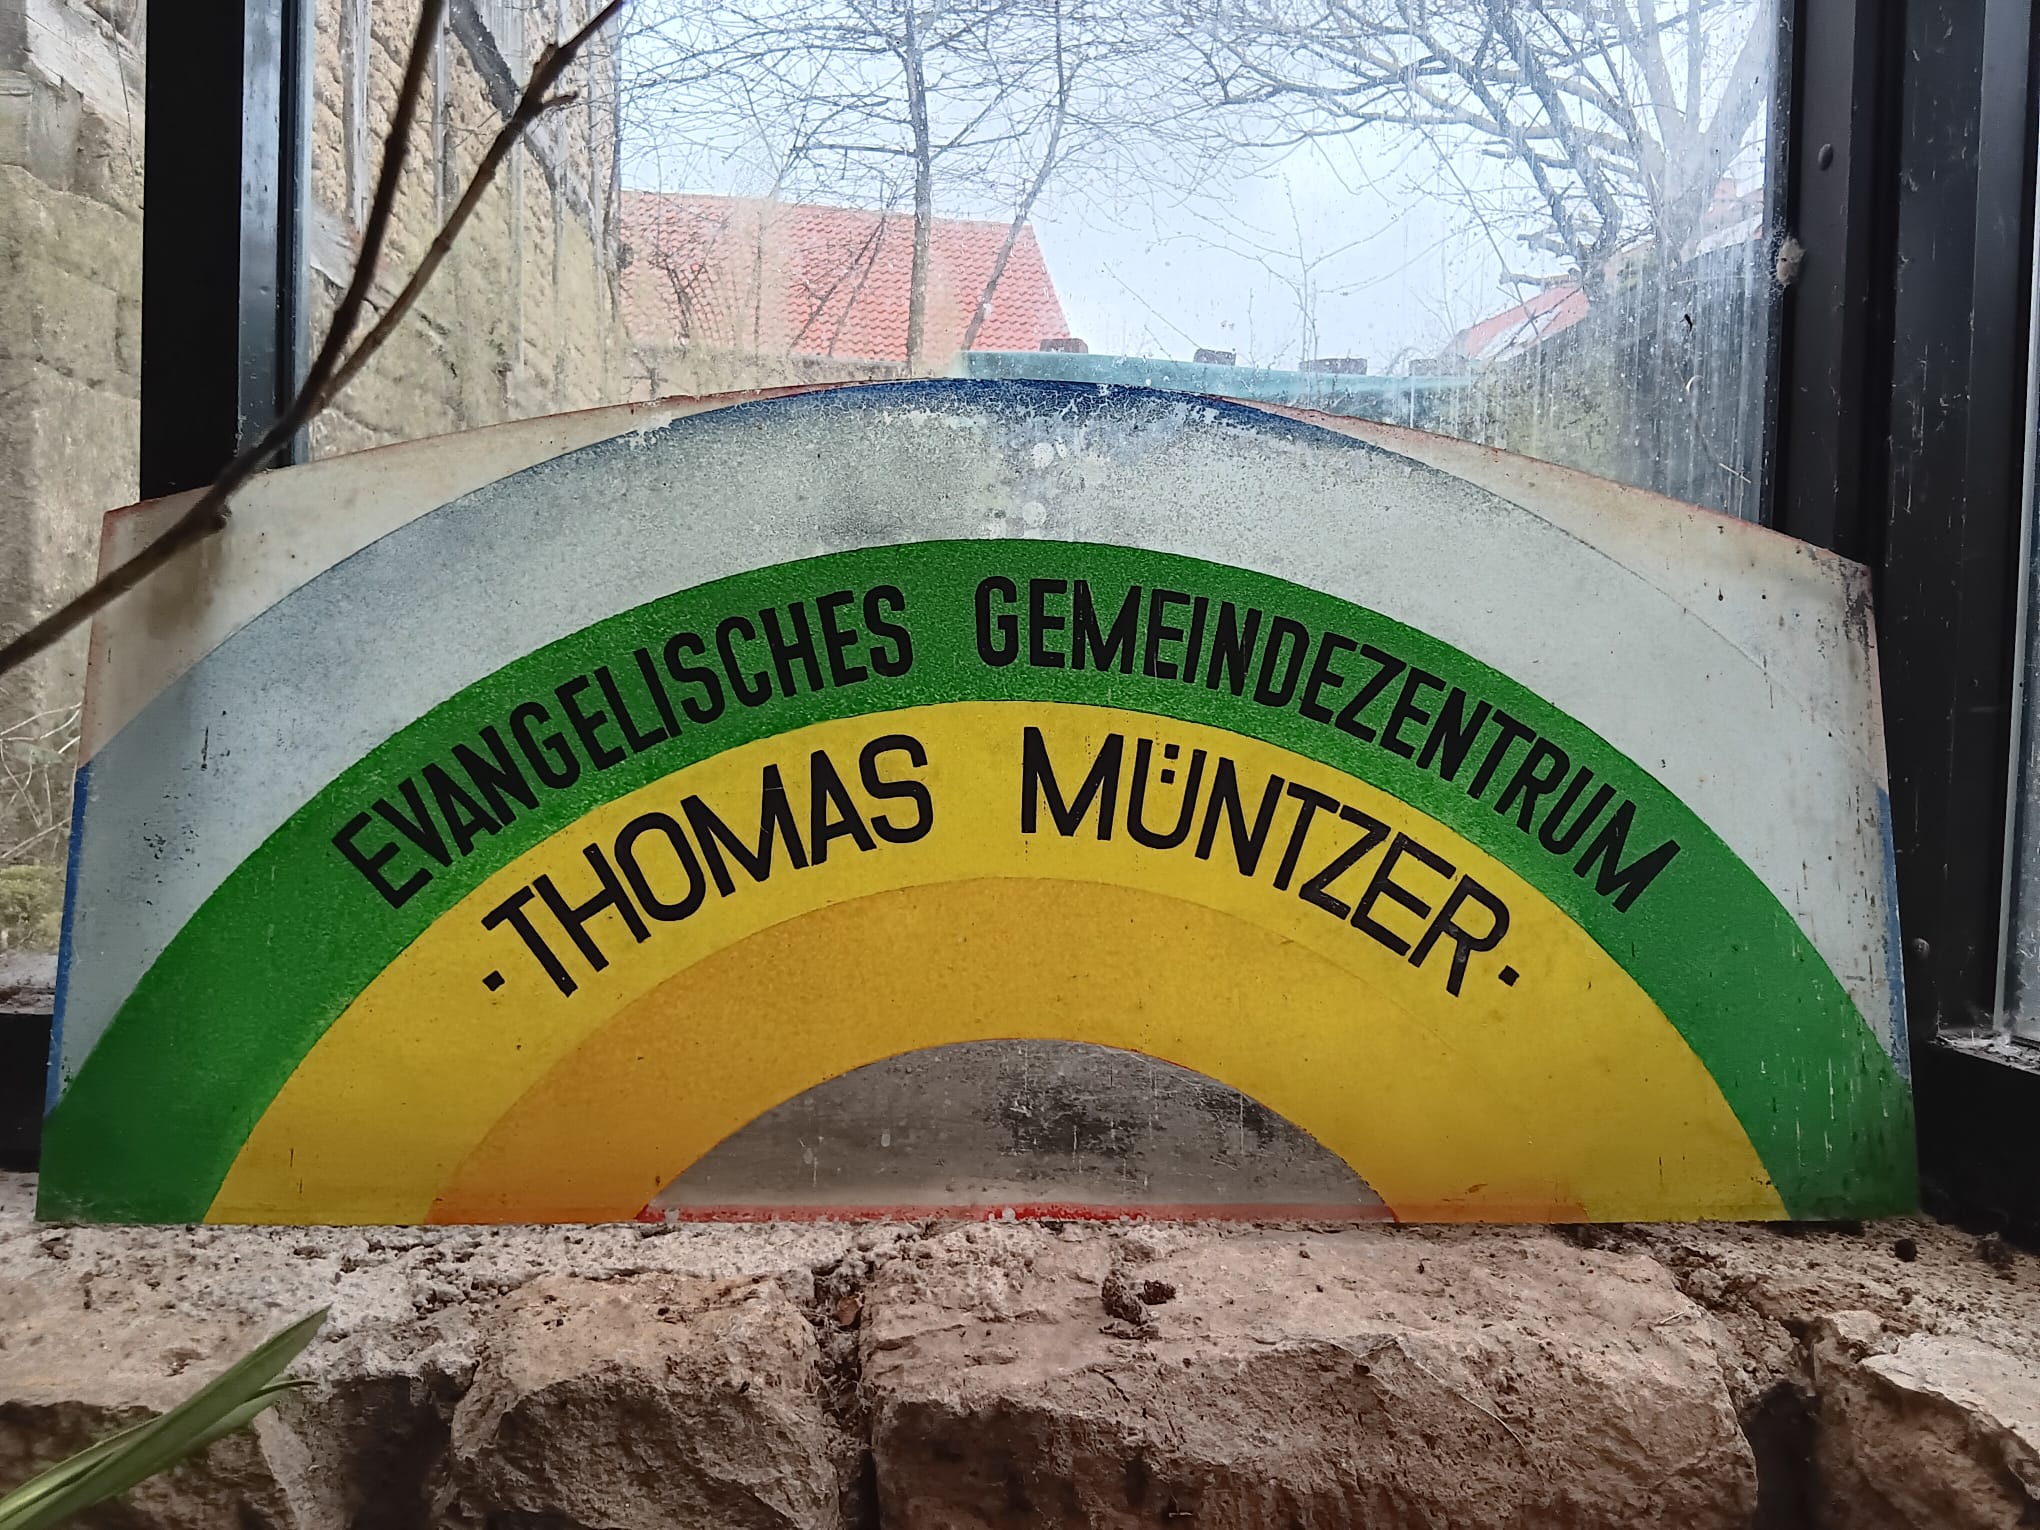 EVANGELISCHES GEMEINDEZENTRUM
·THOMAS MÜNTZER·